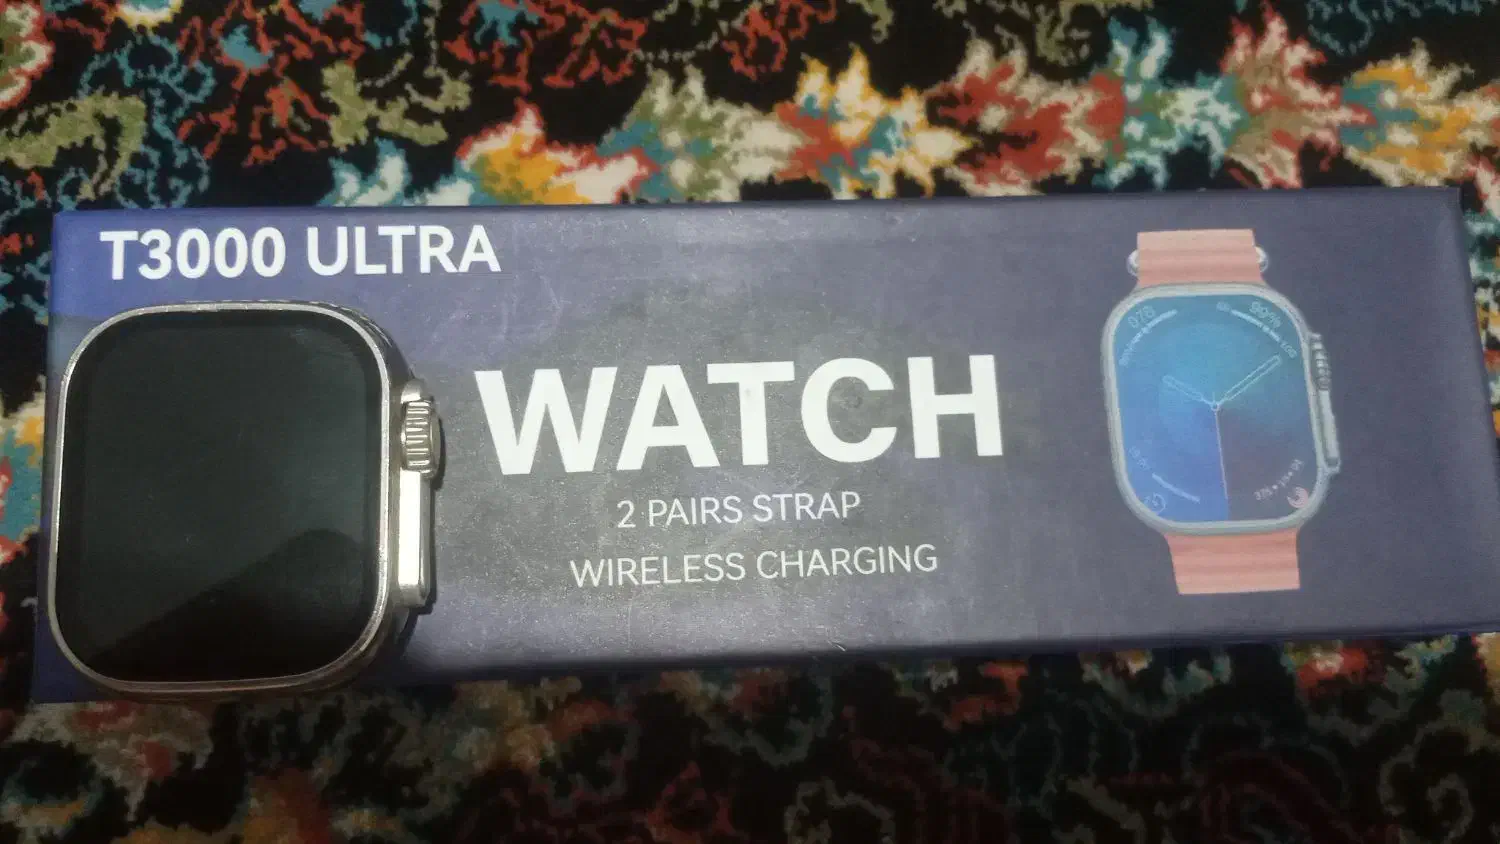 T3000 ULTRA
WATCH
2 PAIRS STRAP
WIRELESS CHARGING